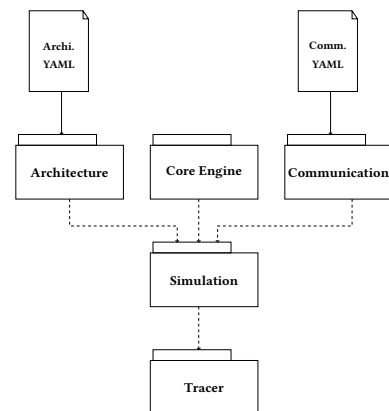 Archi.
YAML
Comm.
YAML
Architecture
Core Engine
Communication
Simulation
Tracer